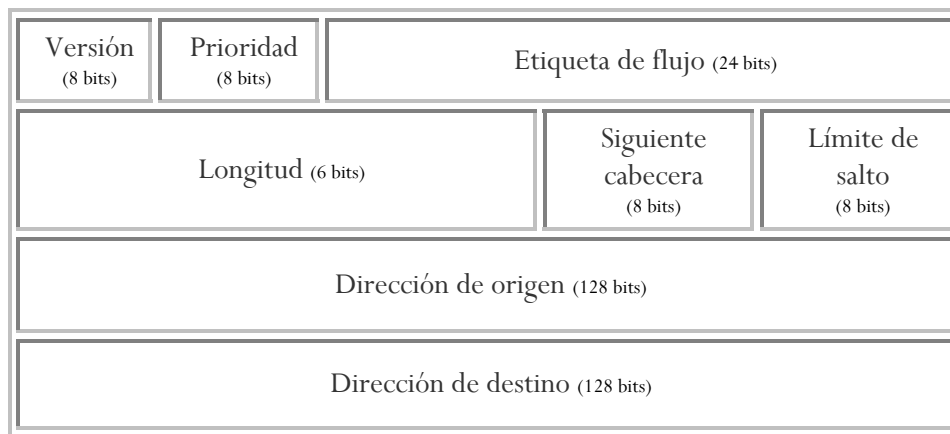 Versión
(8 bits)
Prioridad
(8 bits)
Etiqueta de flujo (24 bits)
Longitud (6 bits)
Siguiente
cabecera
(8 bits)
Límite de
salto
(8 bits)
Dirección de origen (128 bits)
Dirección de destino (128 bits)